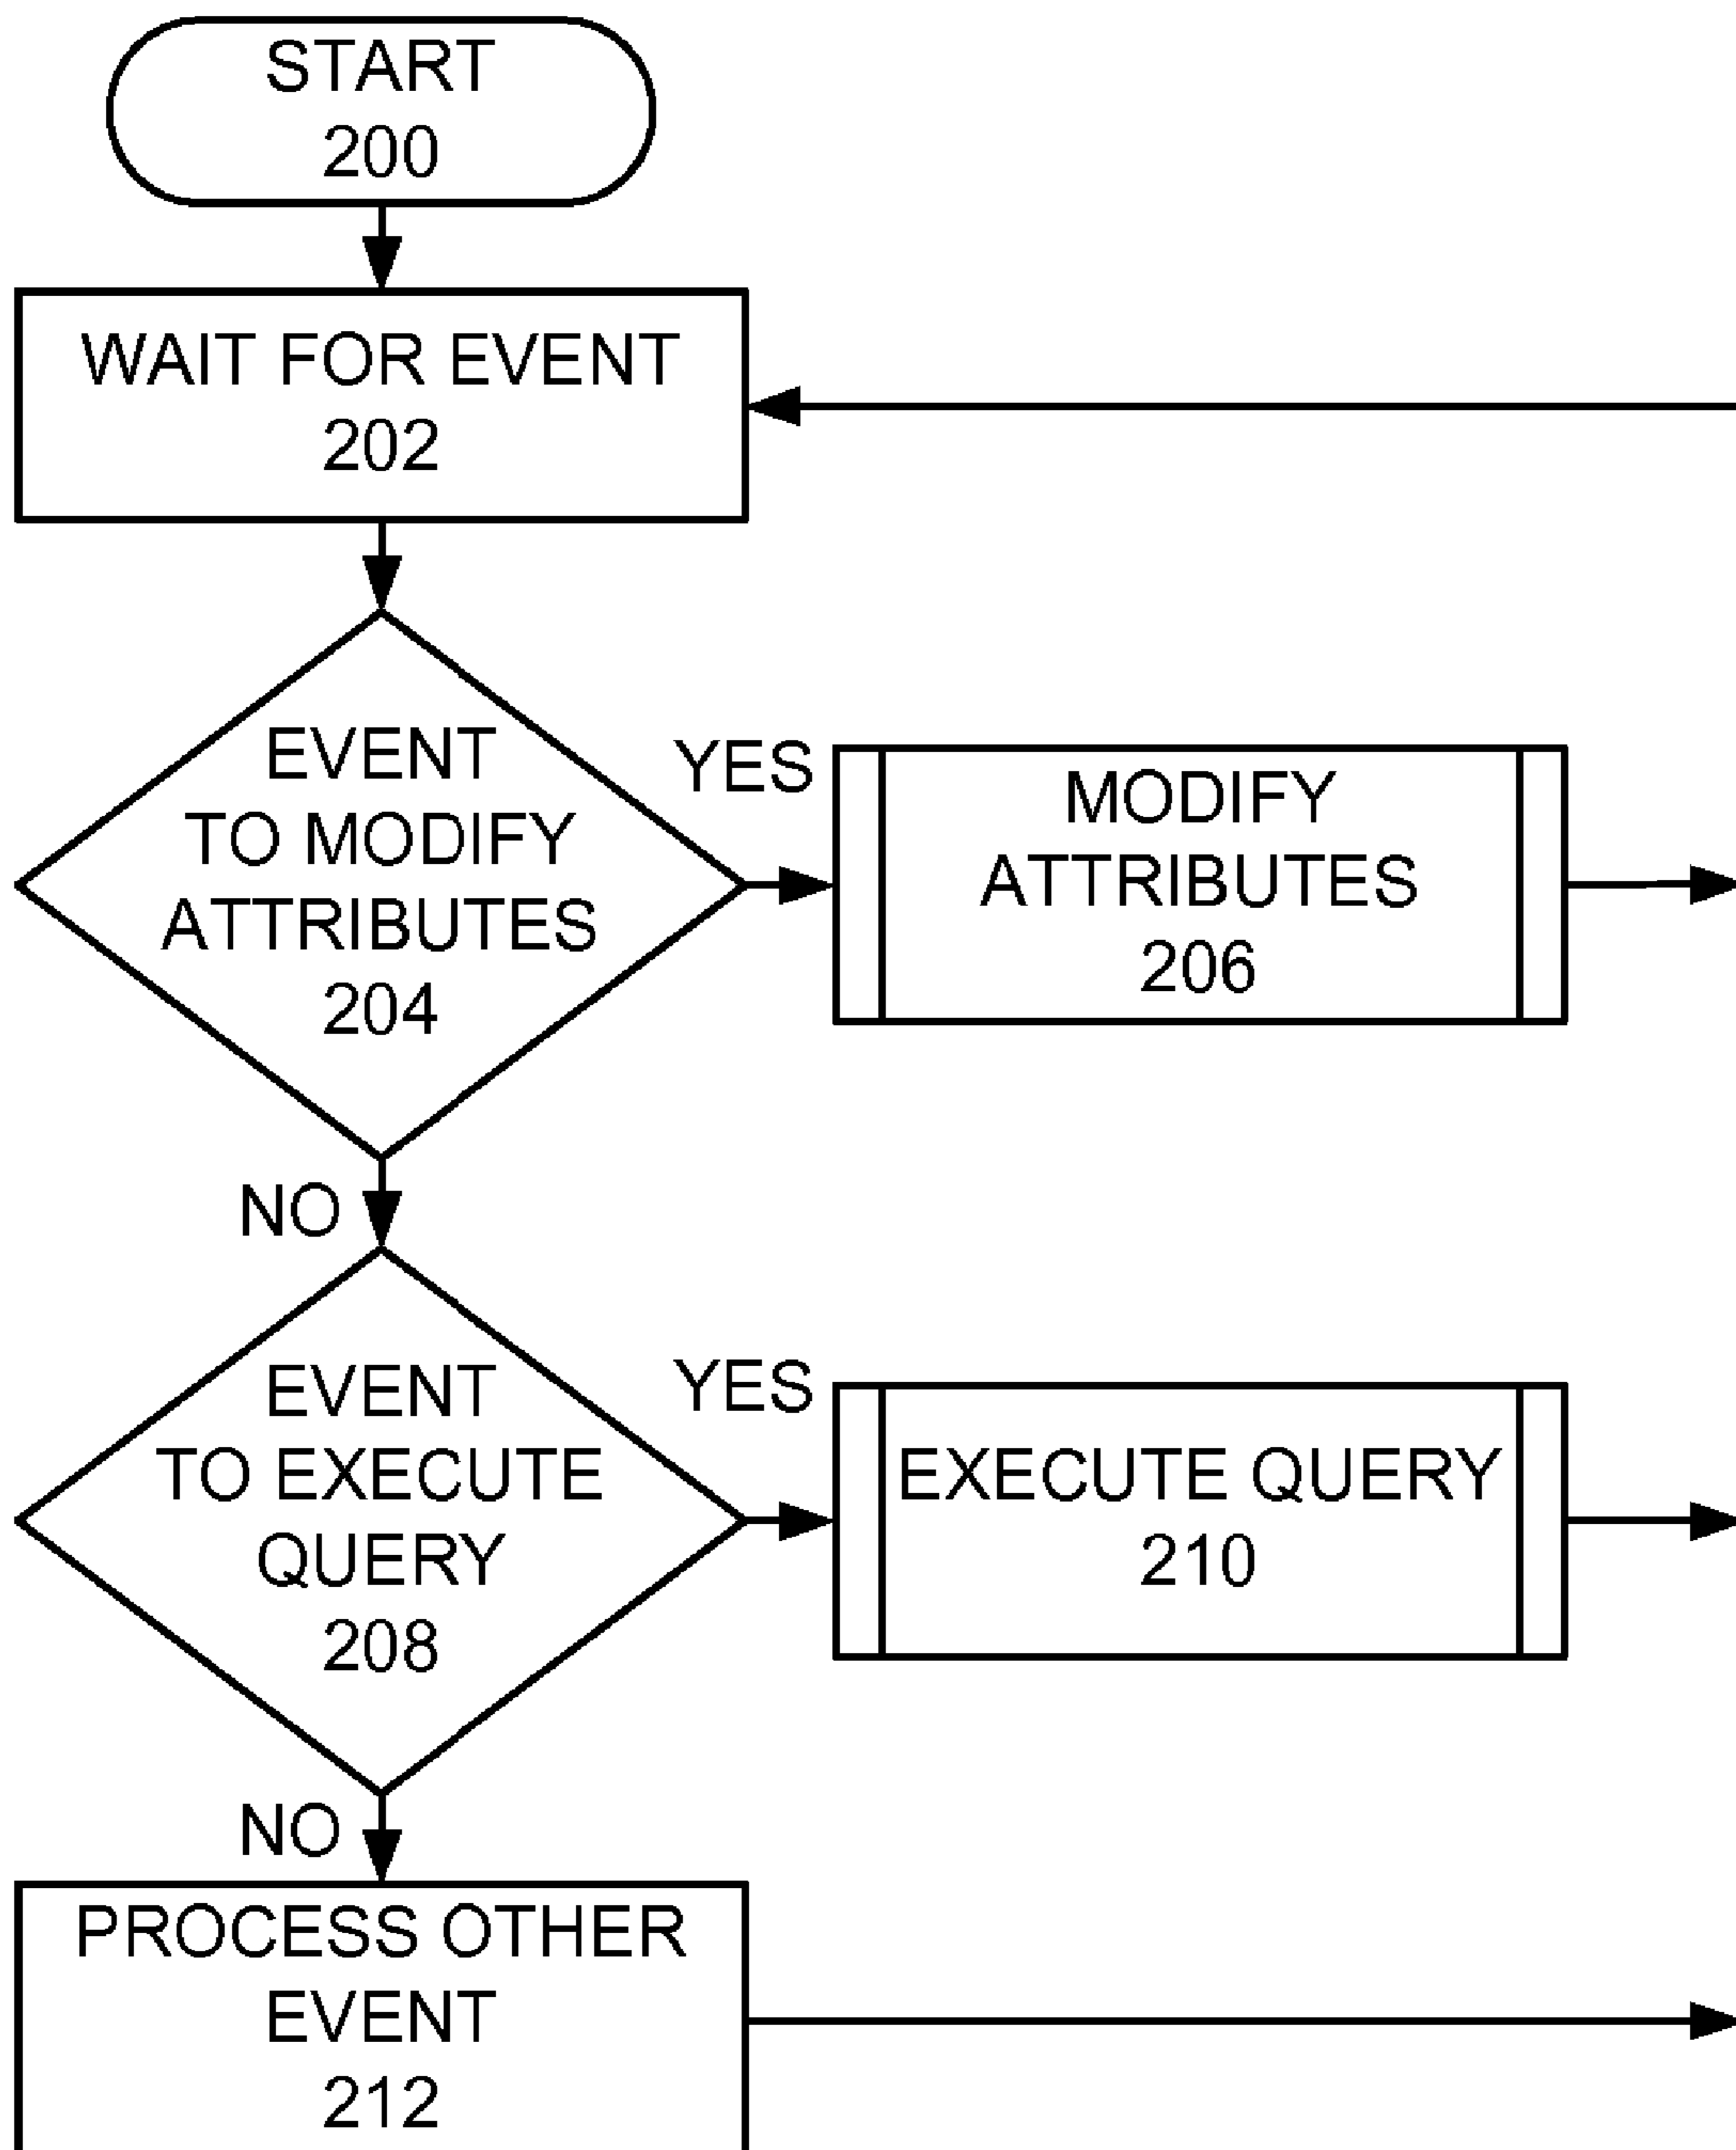 START
200
WAIT FOR EVENT
202
EVENT
TO MODIFY
ATTRIBUTES
204
YES
MODIFY
ATTRIBUTES
206
NO
EVENT
TO EXECUTE
QUERY
208
YES
EXECUTE QUERY
210
NO
PROCESS OTHER
EVENT
212